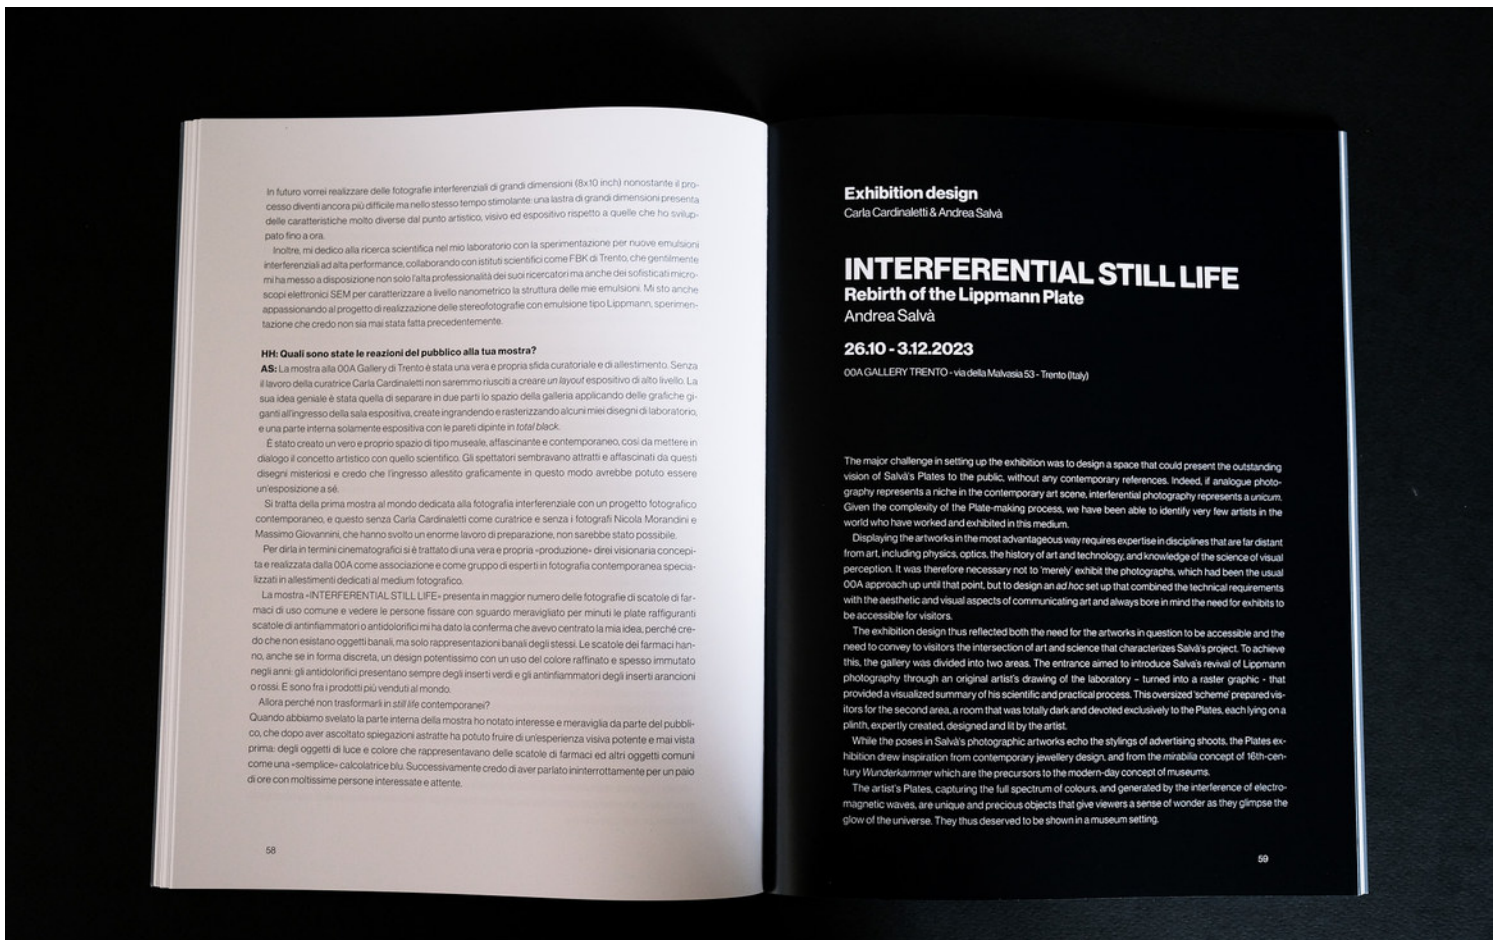 In futuro vorrei realizzare delle fotografie interferenziali di grandi dimensioni (8x10 inch) nonostante il pro-
cesso diventi ancora più difficile ma nello stesso tempo stimolante: una lastra di grandi dimensioni presenta
delle caratteristiche molto diverse dal punto artistico, visivo ed espositivo rispetto a quelle che ho svilup-
pato fino a ora.
Inoltre, mi dedico alla ricerca scientifica nel mio laboratorio con la sperimentazione per nuove emulsioni
interferenziali ad alta performance, collaborando con istituti scientifici come FBK di Trento, che gentilmente
mi ha messo a disposizione non solo l'alta professionalità dei suoi ricercatori ma anche dei sofisticati micro-
scopi elettronici SEM per caratterizzare a livello nanometrico la struttura delle mie emulsioni. Mi sto anche
appassionando al progetto di realizzazione delle stereofotografie con emulsione tipo Lippmann, sperimen-
tazione che credo non sia mai stata fatta precedentemente.
HH: Quali sono state le reazioni del pubblico alla tua mostra?
AS: La mostra alla 00A Gallery di Trento è stata una vera e propria sfida curatoriale e di allestimento. Senza
il lavoro della curatrice Carla Cardinaletti non saremmo riusciti a creare un layout espositivo di alto livello. La
sua idea geniale è stata quella di separare in due parti lo spazio della galleria applicando delle grafiche gi-
ganti all'ingresso della sala espositiva, create ingrandendo e rasterizzando alcuni miei disegni di laboratorio,
e una parte interna solamente espositiva con le pareti dipinte in total black.
È stato creato un vero e proprio spazio di tipo museale, affascinante e contemporaneo, così da mettere in
dialogo il concetto artistico con quello scientifico. Gli spettatori sembravano attratti e affascinati da questi
disegni misteriosi e credo che l'ingresso allestito graficamente in questo modo avrebbe potuto essere
un'esposizione a sé.
Si tratta della prima mostra al mondo dedicata alla fotografia interferenziale con un progetto fotografico
contemporaneo, e questo senza Carla Cardinaletti come curatrice e senza i fotografi Nicola Morandini e
Massimo Giovannini, che hanno svolto un enorme lavoro di preparazione, non sarebbe stato possibile.
Per dirla in termini cinematografici si è trattato di una vera e propria «produzione» direi visionaria concepi-
ta e realizzata dalla 00A come associazione e come gruppo di esperti in fotografia contemporanea specia-
lizzati in allestimenti dedicati al medium fotografico.
La mostra «INTERFERENTIAL STILL LIFE» presenta in maggior numero delle fotografie di scatole di far-
maci di uso comune e vedere le persone fissare con sguardo meravigliato per minuti le plate raffiguranti
scatole di antinfiammatori o antidolorifici mi ha dato la conferma che avevo centrato la mia idea, perché cre-
do che non esistano oggetti banali, ma solo rappresentazioni banali degli stessi. Le scatole dei farmaci han-
no, anche se in forma discreta, un design potentissimo con un uso del colore raffinato e spesso immutato
negli anni: gli antidolorifici presentano sempre degli inserti verdi e gli antinfiammatori degli inserti arancioni
o rossi. E sono fra i prodotti più venduti al mondo.
Allora perché non trasformarli in still life contemporanei?
Quando abbiamo svelato la parte interna della mostra ho notato interesse e meraviglia da parte del pubbli-
co, che dopo aver ascoltato spiegazioni astratte ha potuto fruire di un'esperienza visiva potente e mai vista
prima: degli oggetti di luce e colore che rappresentavano delle scatole di farmaci ed altri oggetti comuni
come una «semplice» calcolatrice blu. Successivamente credo di aver parlato ininterrottamente per un paio
di ore con moltissime persone interessate e attente.
58
Exhibition design
Carla Cardinaletti & Andrea Salvà
INTERFERENTIAL STILL LIFE
Rebirth of the Lippmann Plate
Andrea Salvà
26.10 - 3.12.2023
00A GALLERY TRENTO - via della Malvasia 53 - Trento (Italy)
The major challenge in setting up the exhibition was to design a space that could present the outstanding
vision of Salvà's Plates to the public, without any contemporary references. Indeed, if analogue photo-
graphy represents a niche in the contemporary art scene, interferential photography represents a unicum.
Given the complexity of the Plate-making process, we have been able to identify very few artists in the
world who have worked and exhibited in this medium.
Displaying the artworks in the most advantageous way requires expertise in disciplines that are far distant
from art, including physics, optics, the history of art and technology, and knowledge of the science of visual
perception. It was therefore necessary not to 'merely' exhibit the photographs, which had been the usual
00A approach up until that point, but to design an ad hoc set up that combined the technical requirements
with the aesthetic and visual aspects of communicating art and always bore in mind the need for exhibits to
be accessible for visitors.
The exhibition design thus reflected both the need for the artworks in question to be accessible and the
need to convey to visitors the intersection of art and science that characterizes Salvà's project. To achieve
this, the gallery was divided into two areas. The entrance aimed to introduce Salvà's revival of Lippmann
photography through an original artist's drawing of the laboratory – turned into a raster graphic - that
provided a visualized summary of his scientific and practical process. This oversized 'scheme' prepared vis-
itors for the second area, a room that was totally dark and devoted exclusively to the Plates, each lying on a
plinth, expertly created, designed and lit by the artist.
While the poses in Salvà's photographic artworks echo the stylings of advertising shoots, the Plates ex-
hibition drew inspiration from contemporary jewellery design, and from the mirabilia concept of 16th-cen-
tury Wunderkammer which are the precursors to the modern-day concept of museums.
The artist's Plates, capturing the full spectrum of colours, and generated by the interference of electro-
magnetic waves, are unique and precious objects that give viewers a sense of wonder as they glimpse the
glow of the universe. They thus deserved to be shown in a museum setting.
59